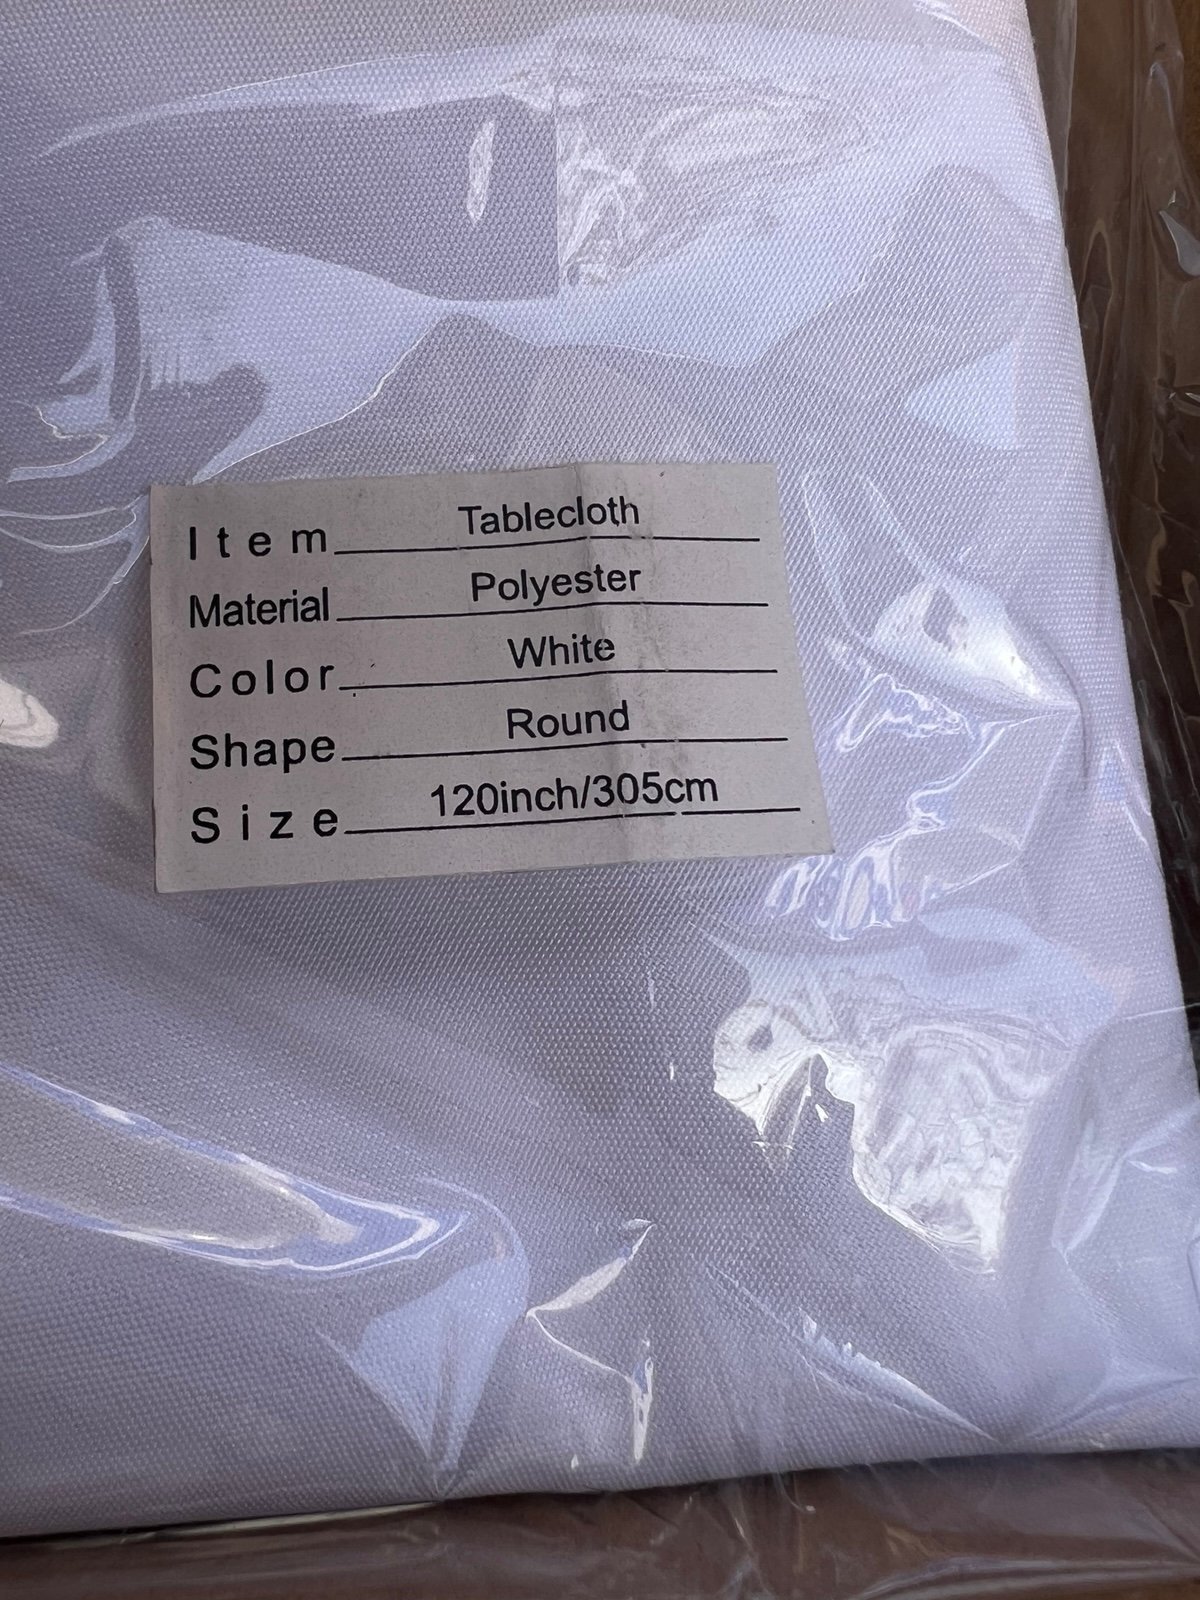 Item Tablecloth
Material Polyester
Color White
Shape Round
Size 120inch/305cm